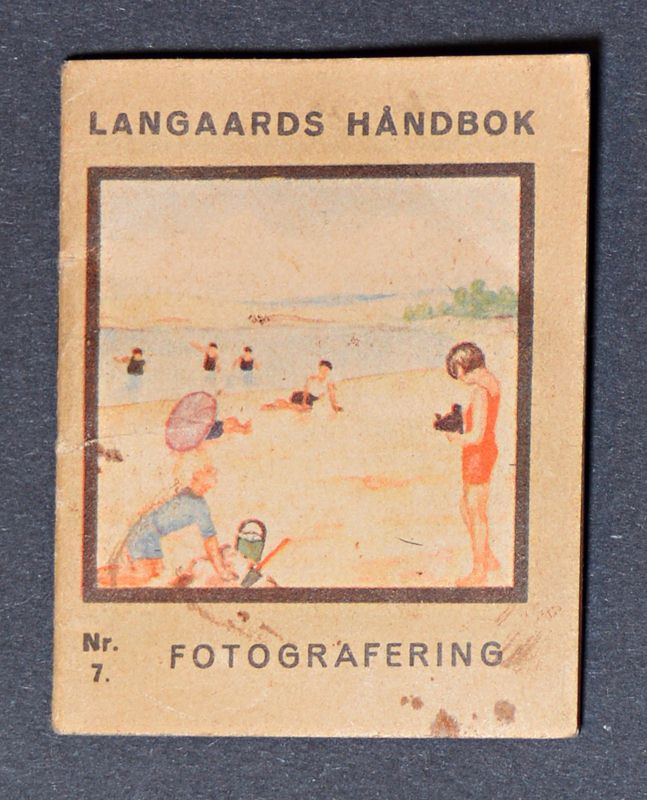 LANGAARDS HÅNDBOK
Nr. FOTOGRAFERING
7.